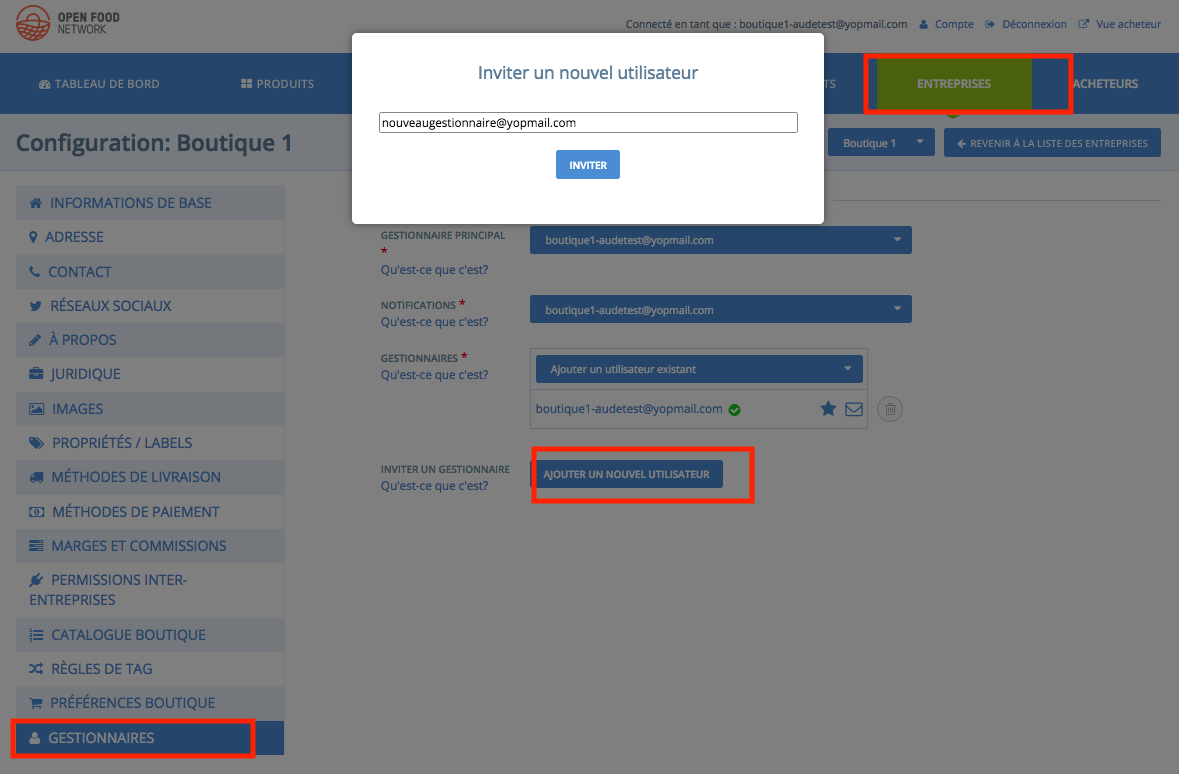 OPEN FOOD
NETWORK
Connecté en tant que : boutique1-audetest@yopmail.com Compte Déconnexion Vue acheteur
TABLEAU DE BORD PRODUITS TS ENTREPRISES ACHETEURS
Inviter un nouvel utilisateur
nouveaugestionnaire@yopmail.com
INVITER
Configuration: Boutique 1
Boutique 1 REVENIR À LA LISTE DES ENTREPRISES
INFORMATIONS DE BASE
ADRESSE
CONTACT
RÉSEAUX SOCIAUX
À PROPOS
JURIDIQUE
IMAGES
PROPRIÉTÉS / LABELS
MÉTHODES DE LIVRAISON
MÉTHODES DE PAIEMENT
MARGES ET COMMISSIONS
PERMISSIONS INTER-
ENTREPRISES
CATALOGUE BOUTIQUE
RÈGLES DE TAG
PRÉFÉRENCES BOUTIQUE
GESTIONNAIRES
GESTIONNAIRE PRINCIPAL
*
Qu'est-ce que c'est?
boutique1-audetest@yopmail.com
NOTIFICATIONS *
Qu'est-ce que c'est?
boutique1-audetest@yopmail.com
GESTIONNAIRES *
Qu'est-ce que c'est?
Ajouter un utilisateur existant
boutique1-audetest@yopmail.com
INVITER UN GESTIONNAIRE
Qu'est-ce que c'est?
AJOUTER UN NOUVEL UTILISATEUR